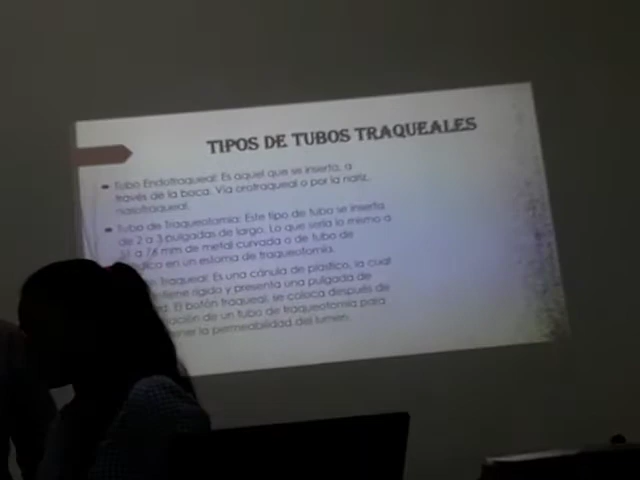 TIPOS DE TUBOS TRAQUEALES
Tubo Endotraqueal: Es aquel que se inserta, a
través de la boca. Vía orotraqueal o por la nariz,
nasotraqueal.
Tubo de Traqueotomía: Este tipo de tubo se inserta
de 2 a 3 pulgadas de largo. Lo que sería lo mismo a
51 a 76 mm de metal curvada o de tubo de
en un estoma de traqueotomía.
Traqueal: Es una cánula de plástico, la cual
tiene rígido y presenta una pulgada de
El botón traqueal, se coloca después de
de un tubo de traqueotomía para
la permeabilidad del lumen.